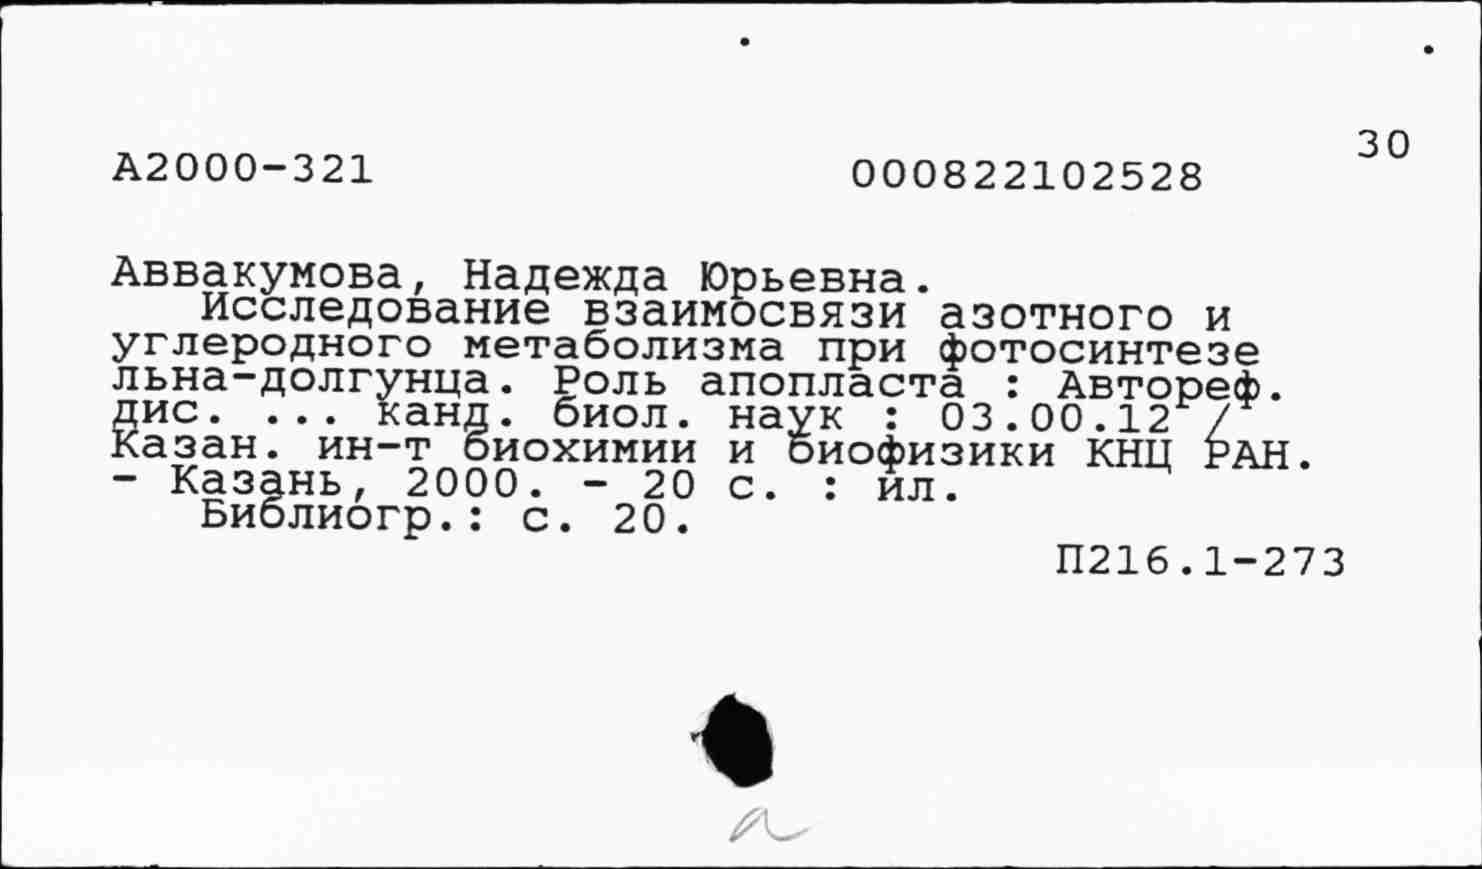 30
А2000-321 000822102528
Аввакумова, Надежда Юрьевна.
Исследование взаимосвязи азотного и
углеродного метаболизма при фотосинтезе
льна-долгунца. Роль апопласта : Автореф.
дис. ... канд. биол. наук : 03.00.12 /
Казан. ин-т биохимии и биофизики КНЦ РАН.
- Казань, 2000. - 20 с. : ил.
Библиогр.: с. 20.
П216.1-273
а